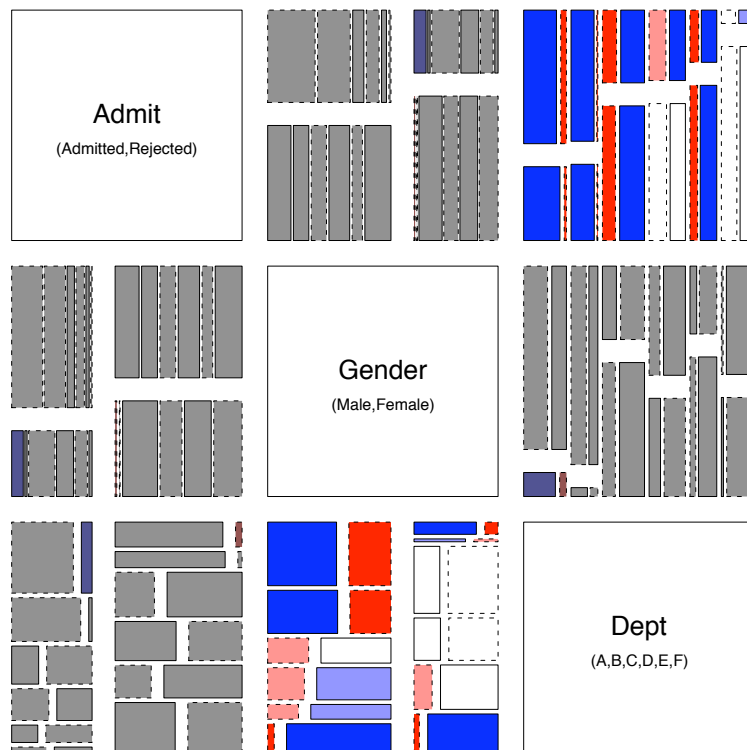 Admit
(Admitted,Rejected)
Gender
(Male,Female)
Dept
(A,B,C,D,E,F)